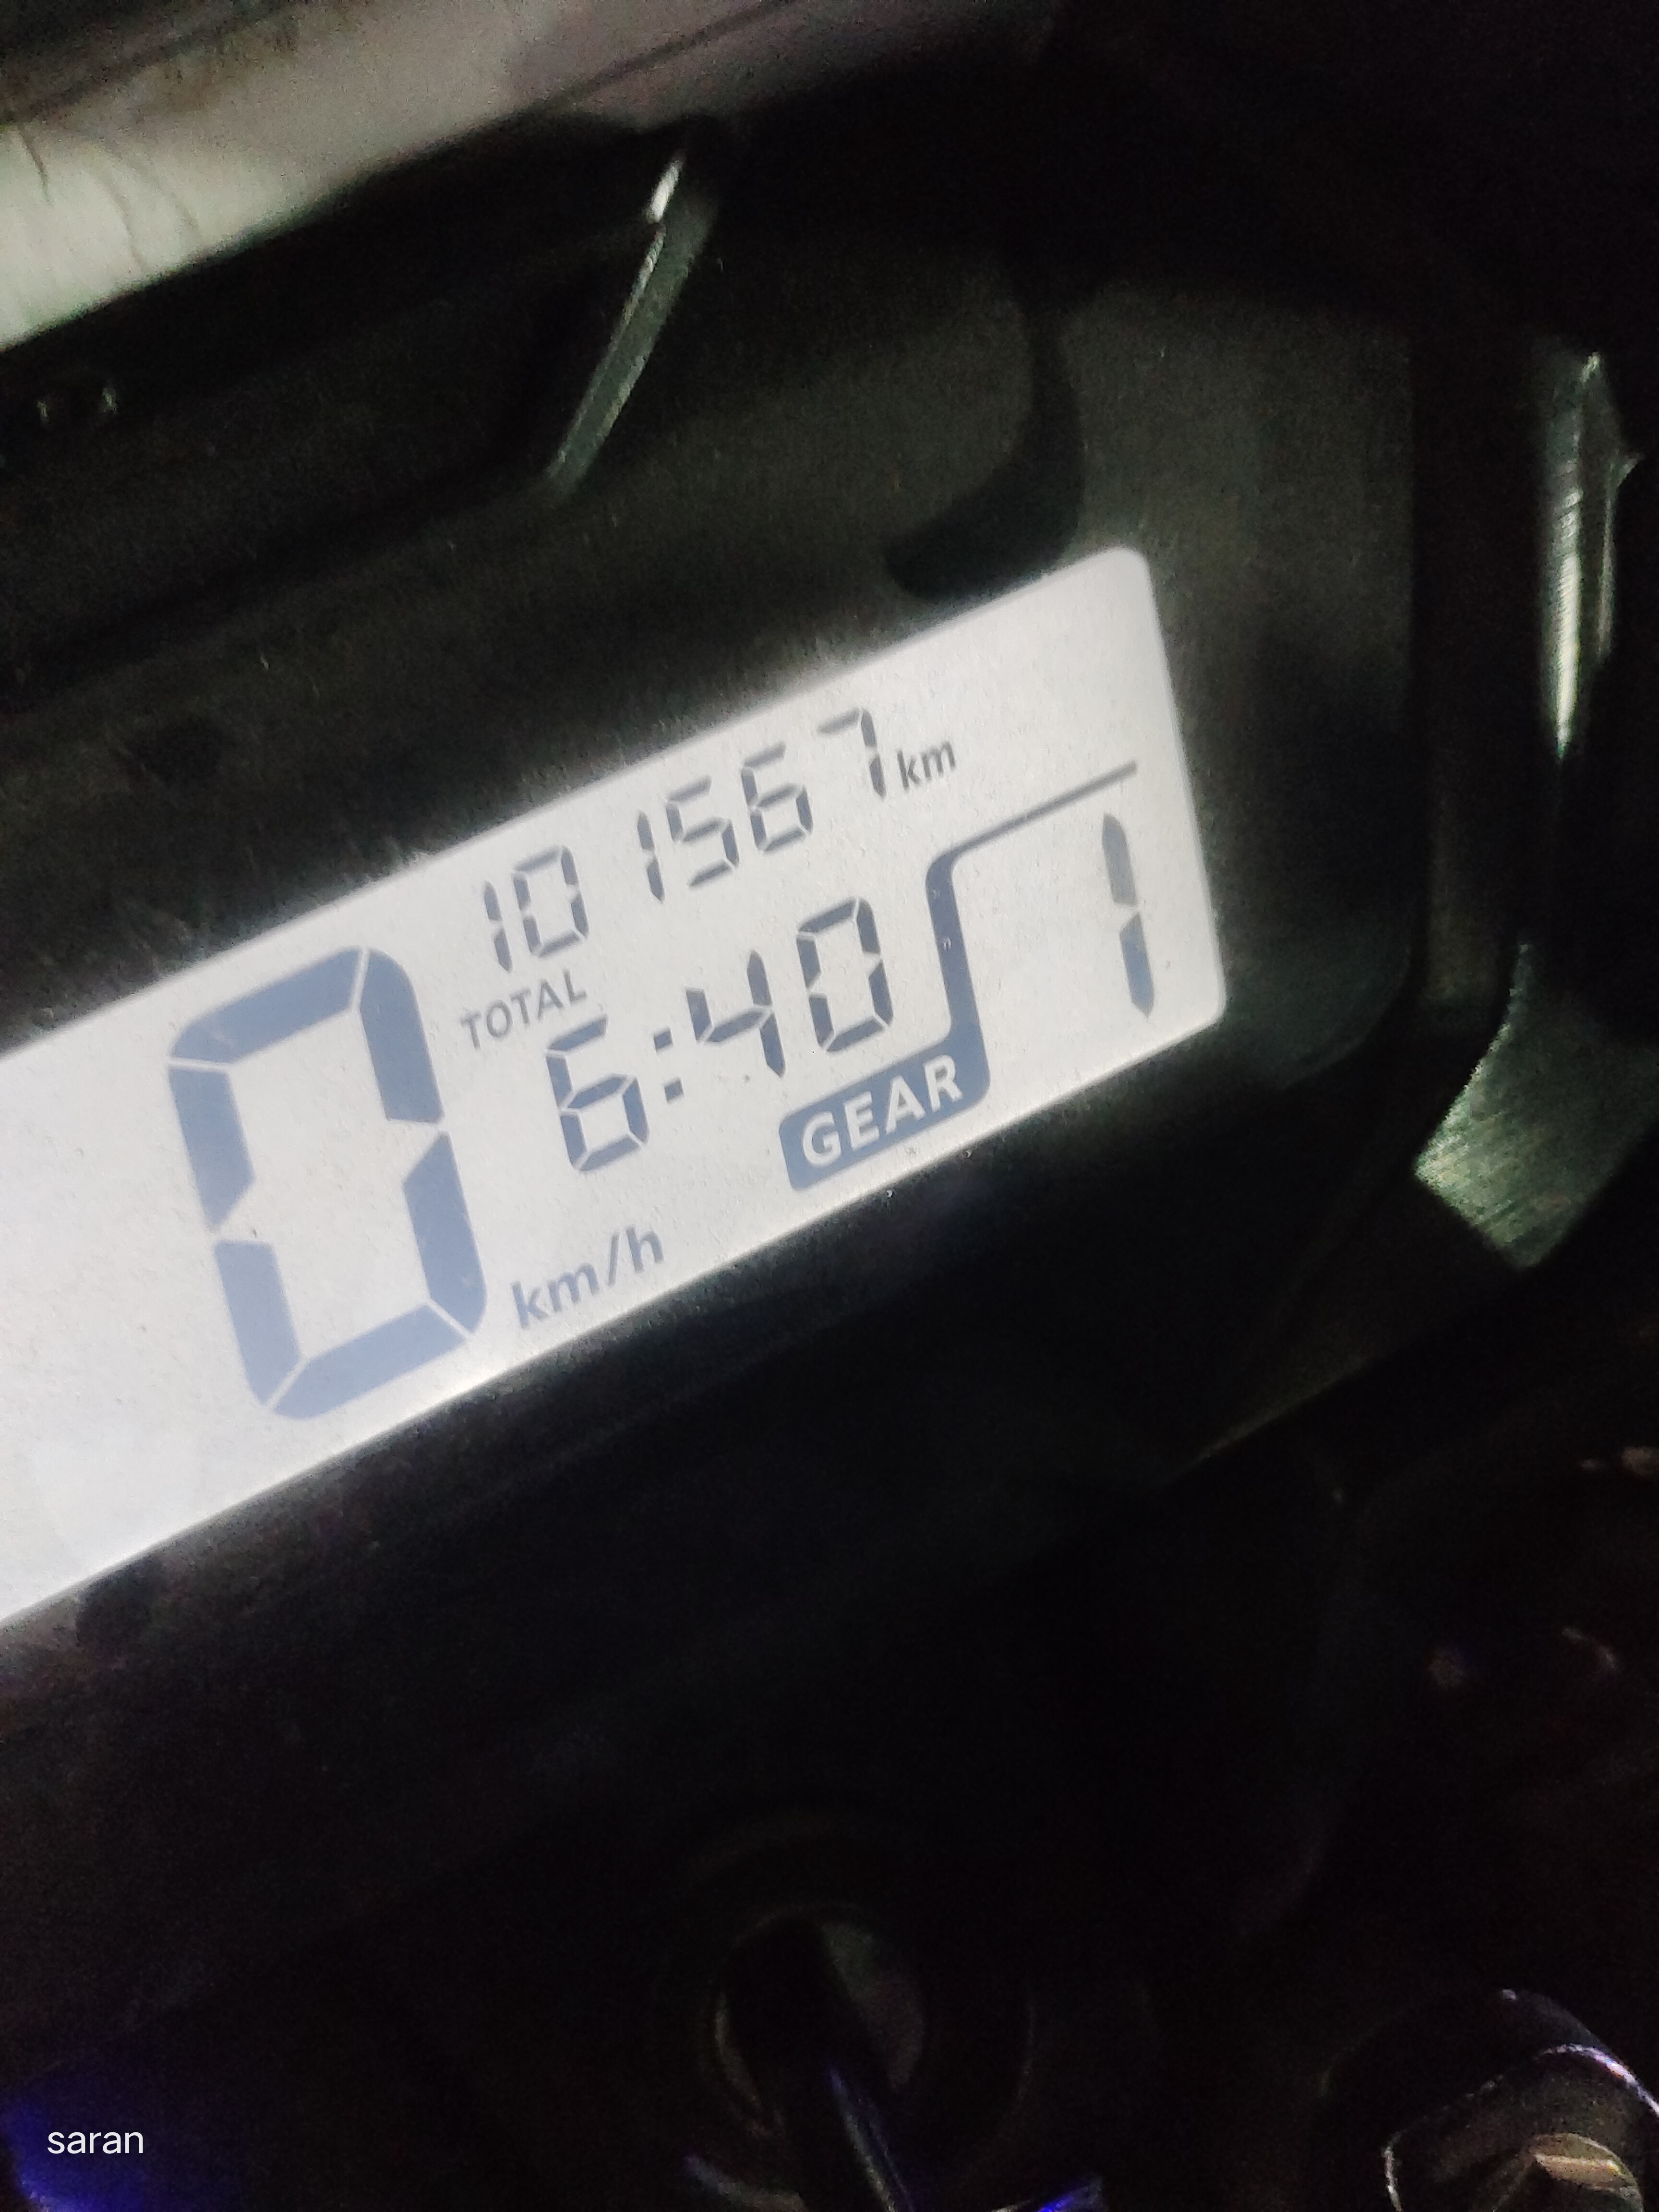 101567 km
TOTAL
6:40
GEAR 1
0 km/h
saran